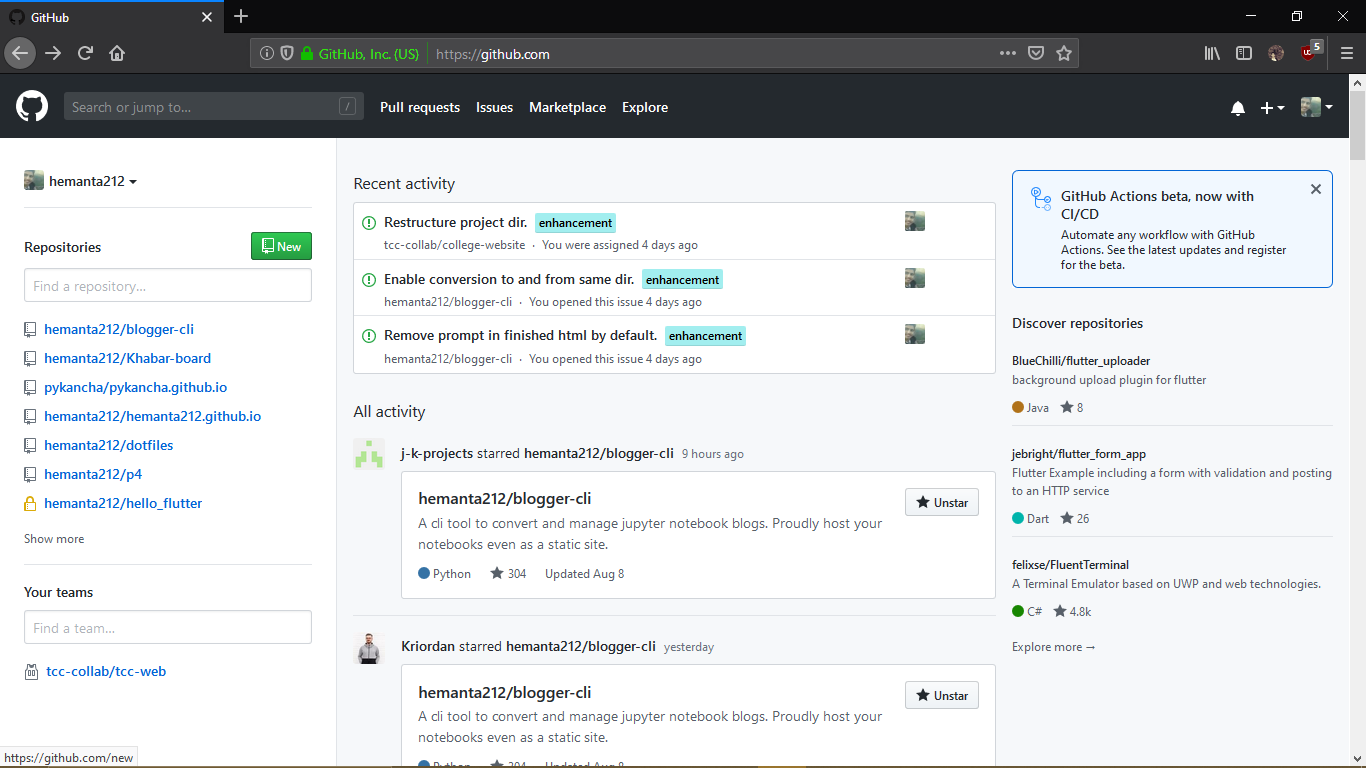 GitHub
GitHub, Inc. (US)
https://github.com
5
Search or jump to...
/
Pull requests
Issues
Marketplace
Explore
hemanta212
Repositories
New
Find a repository...
hemanta212/blogger-cli
hemanta212/Khabar-board
pykancha/pykancha.github.io
hemanta212/hemanta212.github.io
hemanta212/dotfiles
hemanta212/p4
hemanta212/hello_flutter
Show more
Your teams
Find a team...
tcc-collab/tcc-web
https://github.com/new
Recent activity
Restructure project dir. enhancement
tcc-collab/college-website · You were assigned 4 days ago
Enable conversion to and from same dir. enhancement
hemanta212/blogger-cli · You opened this issue 4 days ago
Remove prompt in finished html by default. enhancement
hemanta212/blogger-cli · You opened this issue 4 days ago
All activity
j-k-projects starred hemanta212/blogger-cli 9 hours ago
hemanta212/blogger-cli
Unstar
A cli tool to convert and manage jupyter notebook blogs. Proudly host your
notebooks even as a static site.
Python 304 Updated Aug 8
Kriordan starred hemanta212/blogger-cli yesterday
hemanta212/blogger-cli
Unstar
A cli tool to convert and manage jupyter notebook blogs. Proudly host your
notebooks even as a static site.
Python 304 Updated Aug 8
GitHub Actions beta, now with
CI/CD
Automate any workflow with GitHub
Actions. See the latest updates and register
for the beta.
Discover repositories
BlueChilli/flutter_uploader
background upload plugin for flutter
Java 8
jebright/flutter_form_app
Flutter Example including a form with validation and posting
to an HTTP service
Dart 26
felixse/FluentTerminal
A Terminal Emulator based on UWP and web technologies.
C# 4.8k
Explore more →